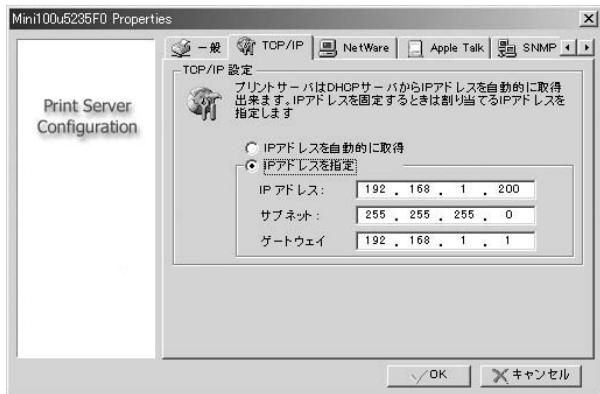 Mini100u5235F0 Properties
一般 TCP/IP NetWare Apple Talk SNMP
Print Server
Configuration
TCP/IP 設定
プリントサーバはDHCPサーバからIPアドレスを自動的に取得
出来ます。IPアドレスを固定するときは割り当てるIPアドレスを
指定します
IPアドレスを自動的に取得
IPアドレスを指定
IP アドレス: 192 . 168 . 1 . 200
サブネット: 255 . 255 . 255 . 0
ゲートウェイ 192 . 168 . 1 . 1
OK キャンセル